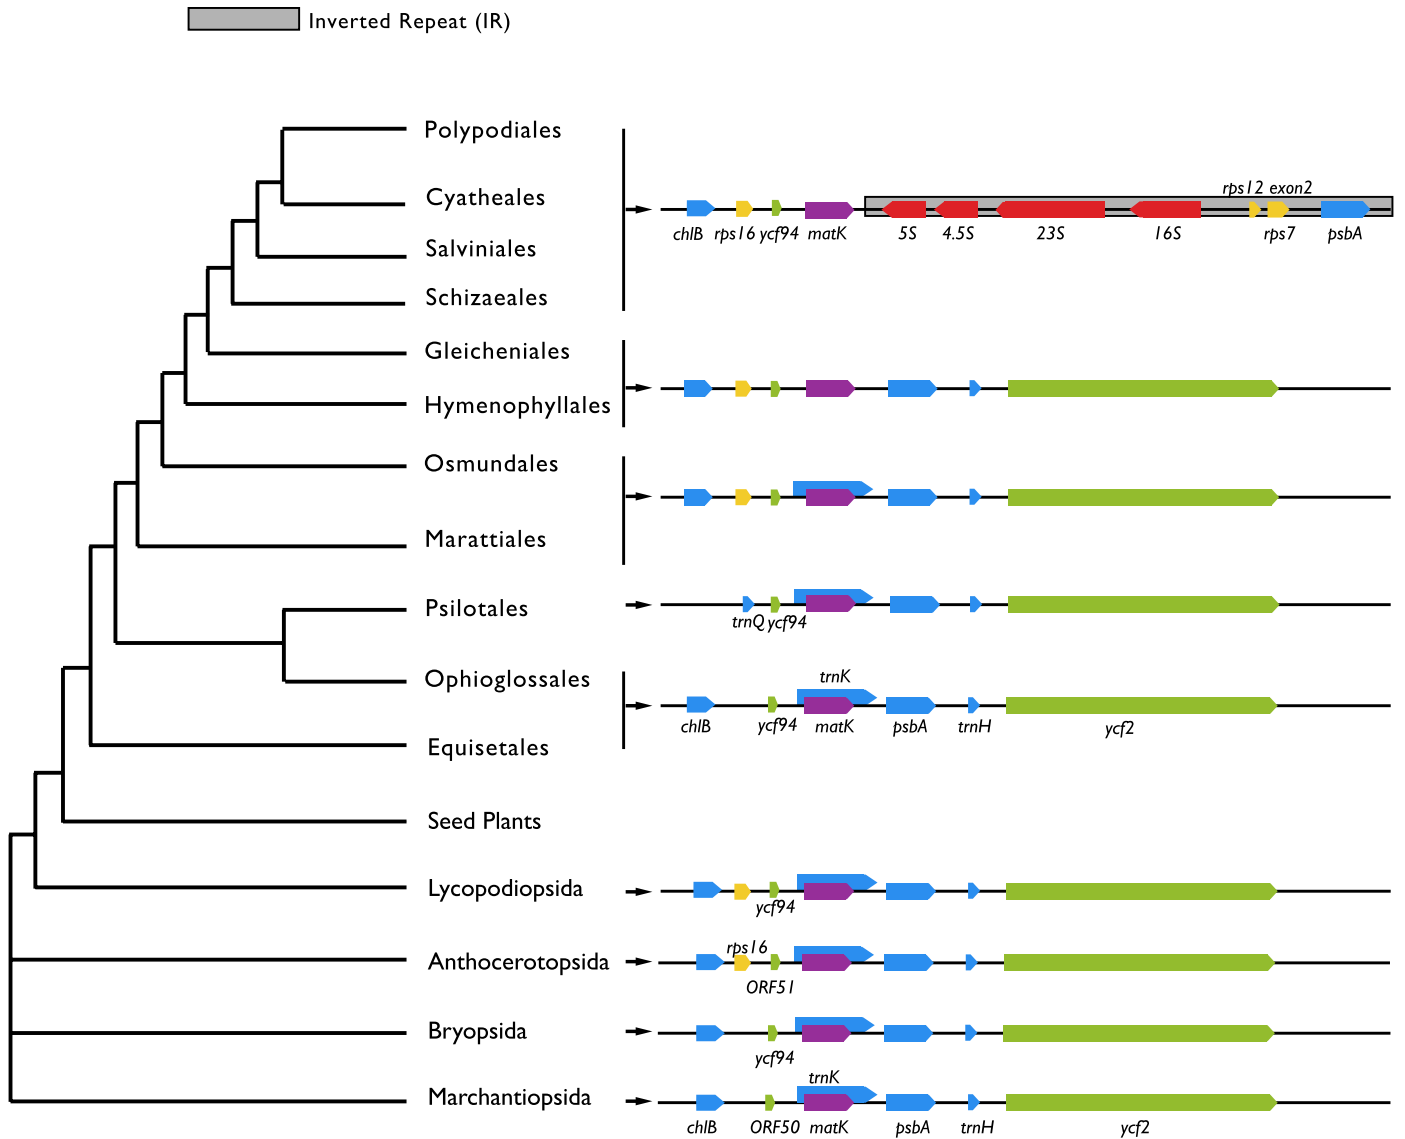 Inverted Repeat (IR)
Polypodiales
Cyatheales
rps12 exon2
chlB rps16 ycf94 matK 5S 4.5S 23S 16S rps7 psbA
Salviniales
Schizaeales
Gleicheniales
Hymenophyllales
Osmundales
Marattiales
Psilotales
trnQ ycf94
Ophioglossales
trnK
chlB ycf94 matK psbA trnH ycf2
Equisetales
Seed Plants
Lycopodiopsida
ycf94
rps16
Anthocerotopsida
ORF51
Bryopsida
ycf94
trnK
Marchantiopsida
chlB ORF50 matK psbA trnH ycf2